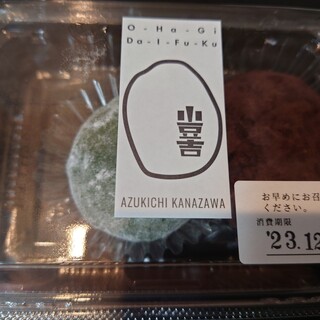 O-Ha-Gi
Da-I-Fu-Ku
小豆吉
AZUKICHI KANAZAWA
お早めにお召
ください。
消費期限
'23.12